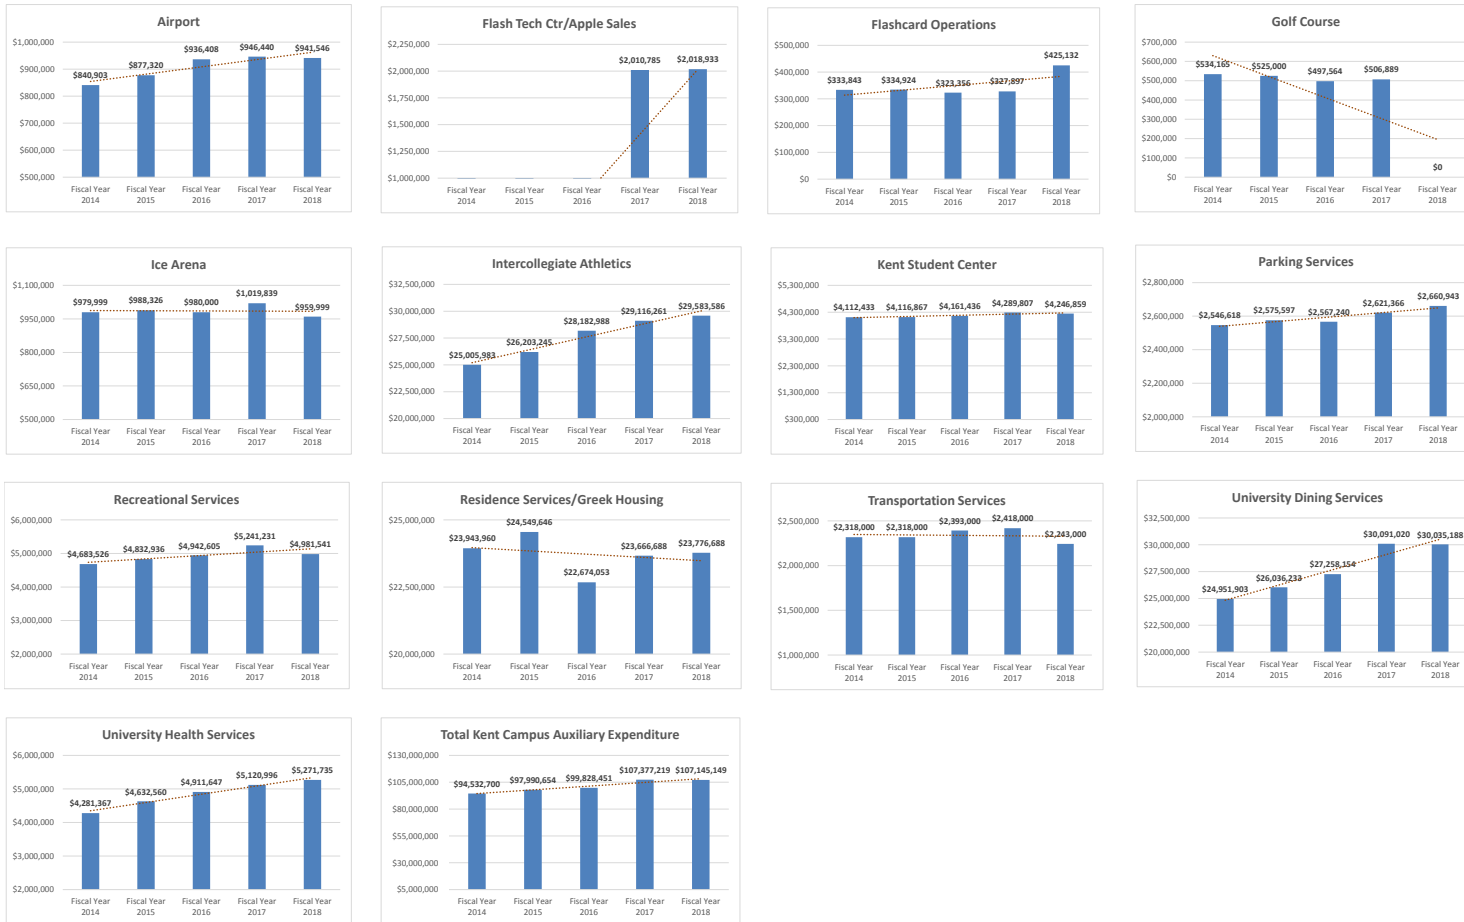 Airport
$1,000,000
$900,000
$800,000
$700,000
$600,000
$500,000
$840,903
$877,320
$936,408
$946,440
$941,546
Fiscal Year 2014
Fiscal Year 2015
Fiscal Year 2016
Fiscal Year 2017
Fiscal Year 2018
Flash Tech Ctr/Apple Sales
$2,250,000
$2,000,000
$1,750,000
$1,500,000
$1,250,000
$1,000,000
$2,010,785
$2,018,933
Fiscal Year 2014
Fiscal Year 2015
Fiscal Year 2016
Fiscal Year 2017
Fiscal Year 2018
Flashcard Operations
$500,000
$400,000
$300,000
$200,000
$100,000
$0
$333,843
$334,924
$323,356
$327,897
$425,132
Fiscal Year 2014
Fiscal Year 2015
Fiscal Year 2016
Fiscal Year 2017
Fiscal Year 2018
Golf Course
$700,000
$600,000
$500,000
$400,000
$300,000
$200,000
$100,000
$0
$534,165
$525,000
$497,564
$506,889
$0
Fiscal Year 2014
Fiscal Year 2015
Fiscal Year 2016
Fiscal Year 2017
Fiscal Year 2018
Ice Arena
$1,100,000
$950,000
$800,000
$650,000
$500,000
$979,999
$988,326
$980,000
$1,019,839
$959,999
Fiscal Year 2014
Fiscal Year 2015
Fiscal Year 2016
Fiscal Year 2017
Fiscal Year 2018
Intercollegiate Athletics
$32,500,000
$30,000,000
$27,500,000
$25,000,000
$22,500,000
$20,000,000
$25,005,983
$26,203,245
$28,182,988
$29,116,261
$29,583,586
Fiscal Year 2014
Fiscal Year 2015
Fiscal Year 2016
Fiscal Year 2017
Fiscal Year 2018
Kent Student Center
$5,300,000
$4,300,000
$3,300,000
$2,300,000
$1,300,000
$300,000
$4,112,433
$4,116,867
$4,161,436
$4,289,807
$4,246,859
Fiscal Year 2014
Fiscal Year 2015
Fiscal Year 2016
Fiscal Year 2017
Fiscal Year 2018
Parking Services
$2,800,000
$2,600,000
$2,400,000
$2,200,000
$2,000,000
$2,546,618
$2,575,597
$2,567,240
$2,621,366
$2,660,943
Fiscal Year 2014
Fiscal Year 2015
Fiscal Year 2016
Fiscal Year 2017
Fiscal Year 2018
Recreational Services
$6,000,000
$5,000,000
$4,000,000
$3,000,000
$2,000,000
$4,683,526
$4,832,936
$4,942,605
$5,241,231
$4,981,541
Fiscal Year 2014
Fiscal Year 2015
Fiscal Year 2016
Fiscal Year 2017
Fiscal Year 2018
Residence Services/Greek Housing
$25,000,000
$22,500,000
$20,000,000
$23,943,960
$24,549,646
$22,674,053
$23,666,688
$23,776,688
Fiscal Year 2014
Fiscal Year 2015
Fiscal Year 2016
Fiscal Year 2017
Fiscal Year 2018
Transportation Services
$2,500,000
$2,000,000
$1,500,000
$1,000,000
$2,318,000
$2,318,000
$2,393,000
$2,418,000
$2,243,000
Fiscal Year 2014
Fiscal Year 2015
Fiscal Year 2016
Fiscal Year 2017
Fiscal Year 2018
University Dining Services
$32,500,000
$30,000,000
$27,500,000
$25,000,000
$22,500,000
$20,000,000
$24,951,903
$26,036,233
$27,258,154
$30,091,020
$30,035,188
Fiscal Year 2014
Fiscal Year 2015
Fiscal Year 2016
Fiscal Year 2017
Fiscal Year 2018
University Health Services
$6,000,000
$5,000,000
$4,000,000
$3,000,000
$2,000,000
$4,281,367
$4,632,560
$4,911,647
$5,120,996
$5,271,735
Fiscal Year 2014
Fiscal Year 2015
Fiscal Year 2016
Fiscal Year 2017
Fiscal Year 2018
Total Kent Campus Auxiliary Expenditure
$130,000,000
$105,000,000
$80,000,000
$55,000,000
$30,000,000
$5,000,000
$94,532,700
$97,990,654
$99,828,451
$107,377,219
$107,145,149
Fiscal Year 2014
Fiscal Year 2015
Fiscal Year 2016
Fiscal Year 2017
Fiscal Year 2018